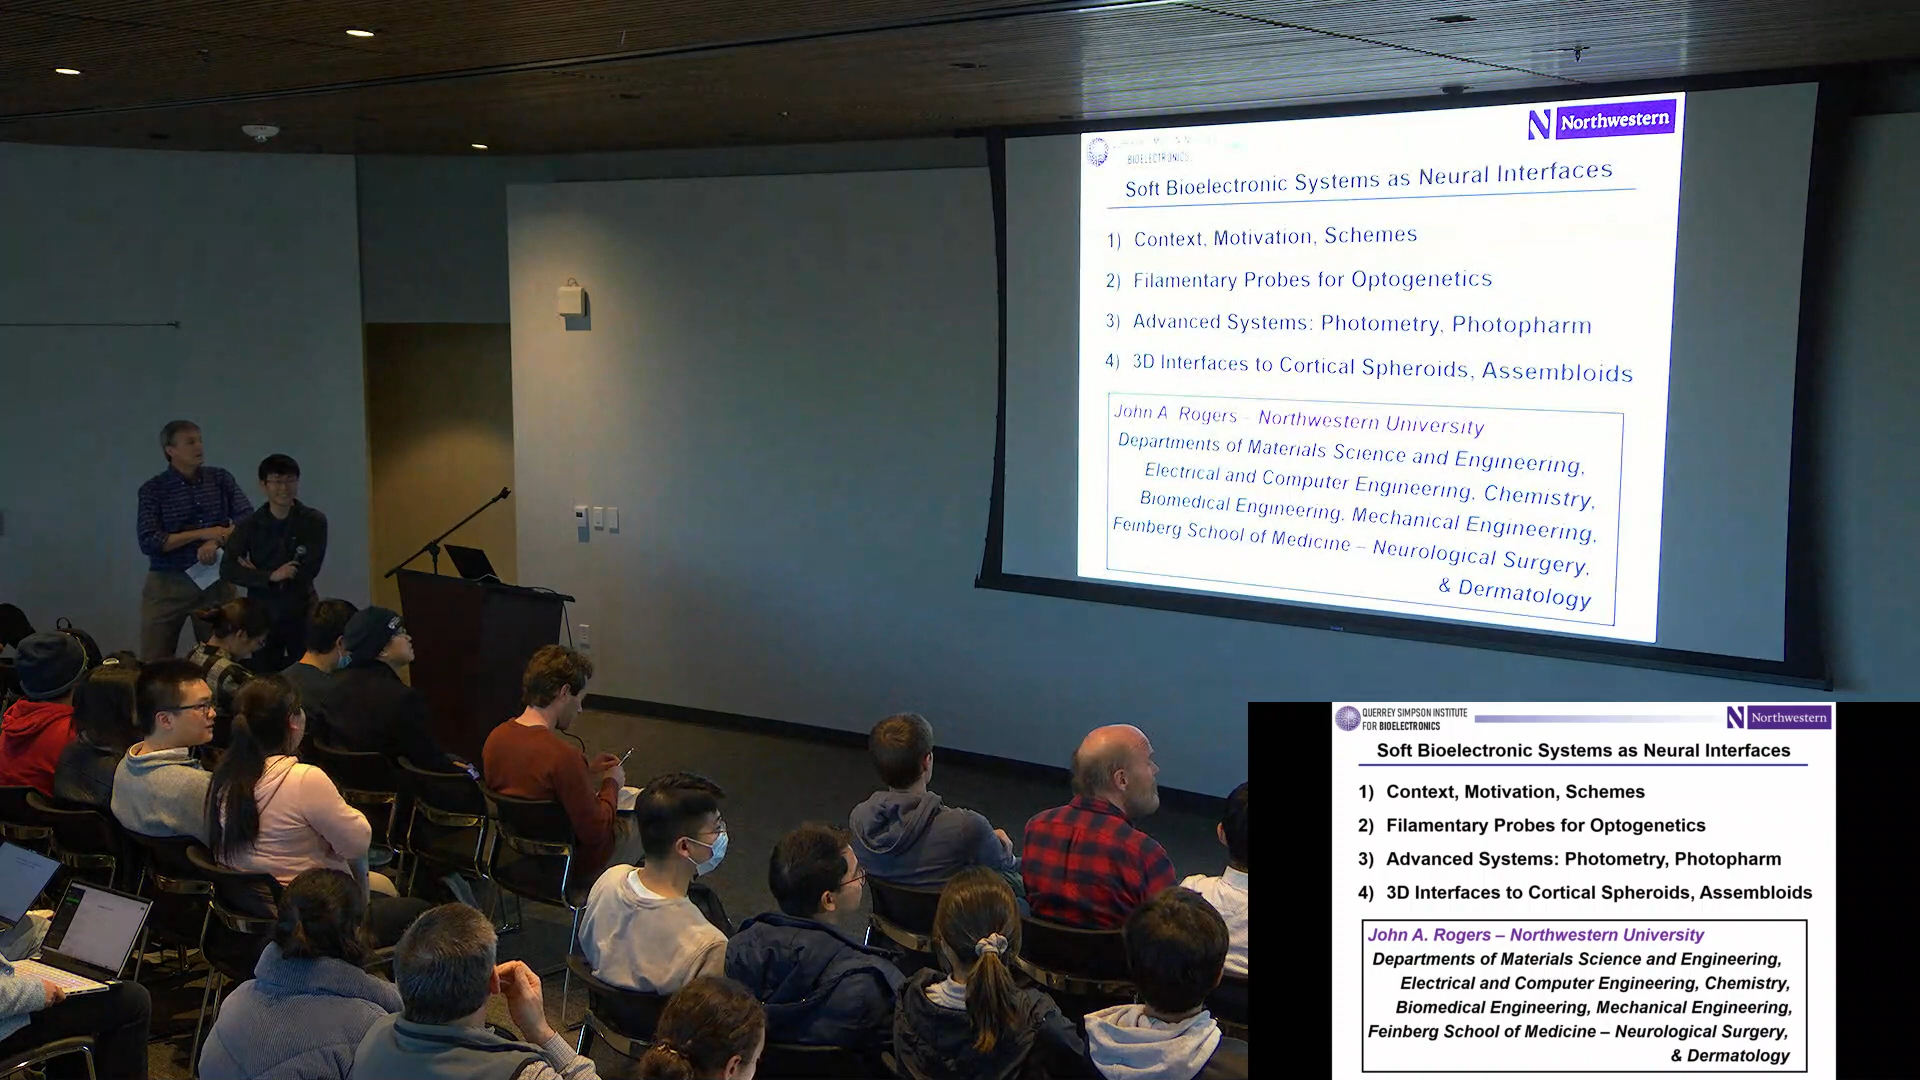 N Northwestern
BIOELECTRONICS
Soft Bioelectronic Systems as Neural Interfaces
1) Context, Motivation, Schemes
2) Filamentary Probes for Optogenetics
3) Advanced Systems: Photometry, Photopharm
4) 3D Interfaces to Cortical Spheroids, Assembloids
John A. Rogers – Northwestern University
Departments of Materials Science and Engineering,
Electrical and Computer Engineering, Chemistry,
Biomedical Engineering, Mechanical Engineering,
Feinberg School of Medicine – Neurological Surgery,
& Dermatology
QUERREY SIMPSON INSTITUTE
FOR BIOELECTRONICS
N Northwestern
Soft Bioelectronic Systems as Neural Interfaces
1) Context, Motivation, Schemes
2) Filamentary Probes for Optogenetics
3) Advanced Systems: Photometry, Photopharm
4) 3D Interfaces to Cortical Spheroids, Assembloids
John A. Rogers – Northwestern University
Departments of Materials Science and Engineering,
Electrical and Computer Engineering, Chemistry,
Biomedical Engineering, Mechanical Engineering,
Feinberg School of Medicine – Neurological Surgery,
& Dermatology